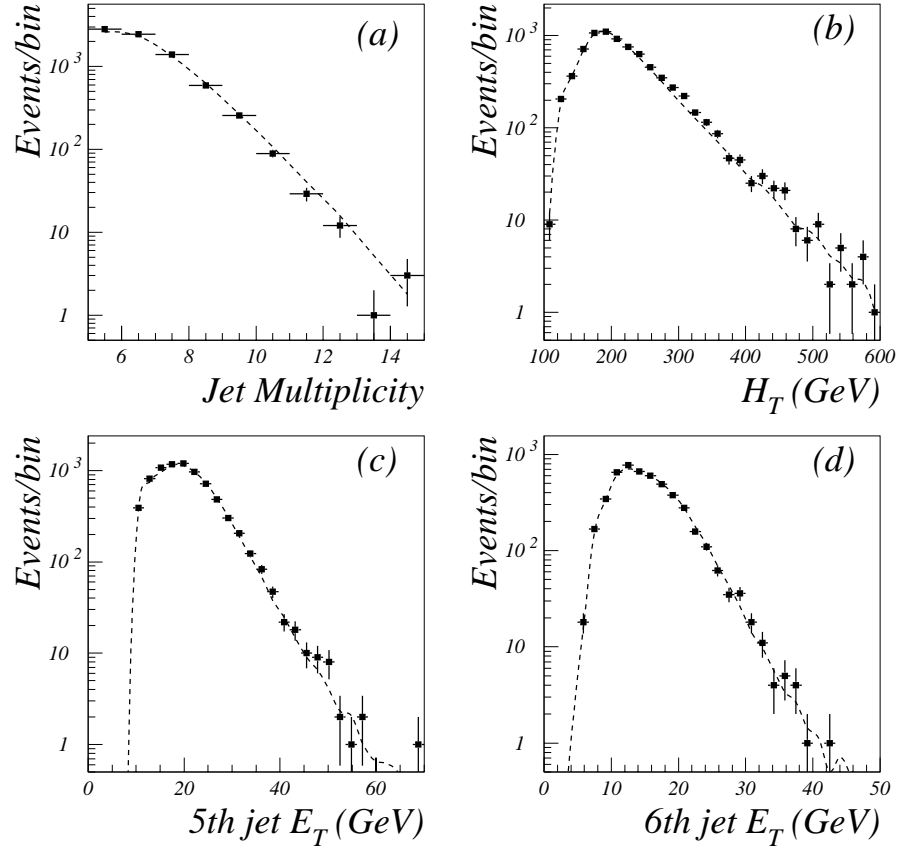 (a)
Events/bin
10^3
10^2
10
1
6 8 10 12 14
Jet Multiplicity
(b)
Events/bin
10^3
10^2
10
1
100 200 300 400 500 600
H_T (GeV)
(c)
Events/bin
10^3
10^2
10
1
0 20 40 60
5th jet E_T (GeV)
(d)
Events/bin
10^3
10^2
10
1
0 10 20 30 40 50
6th jet E_T (GeV)